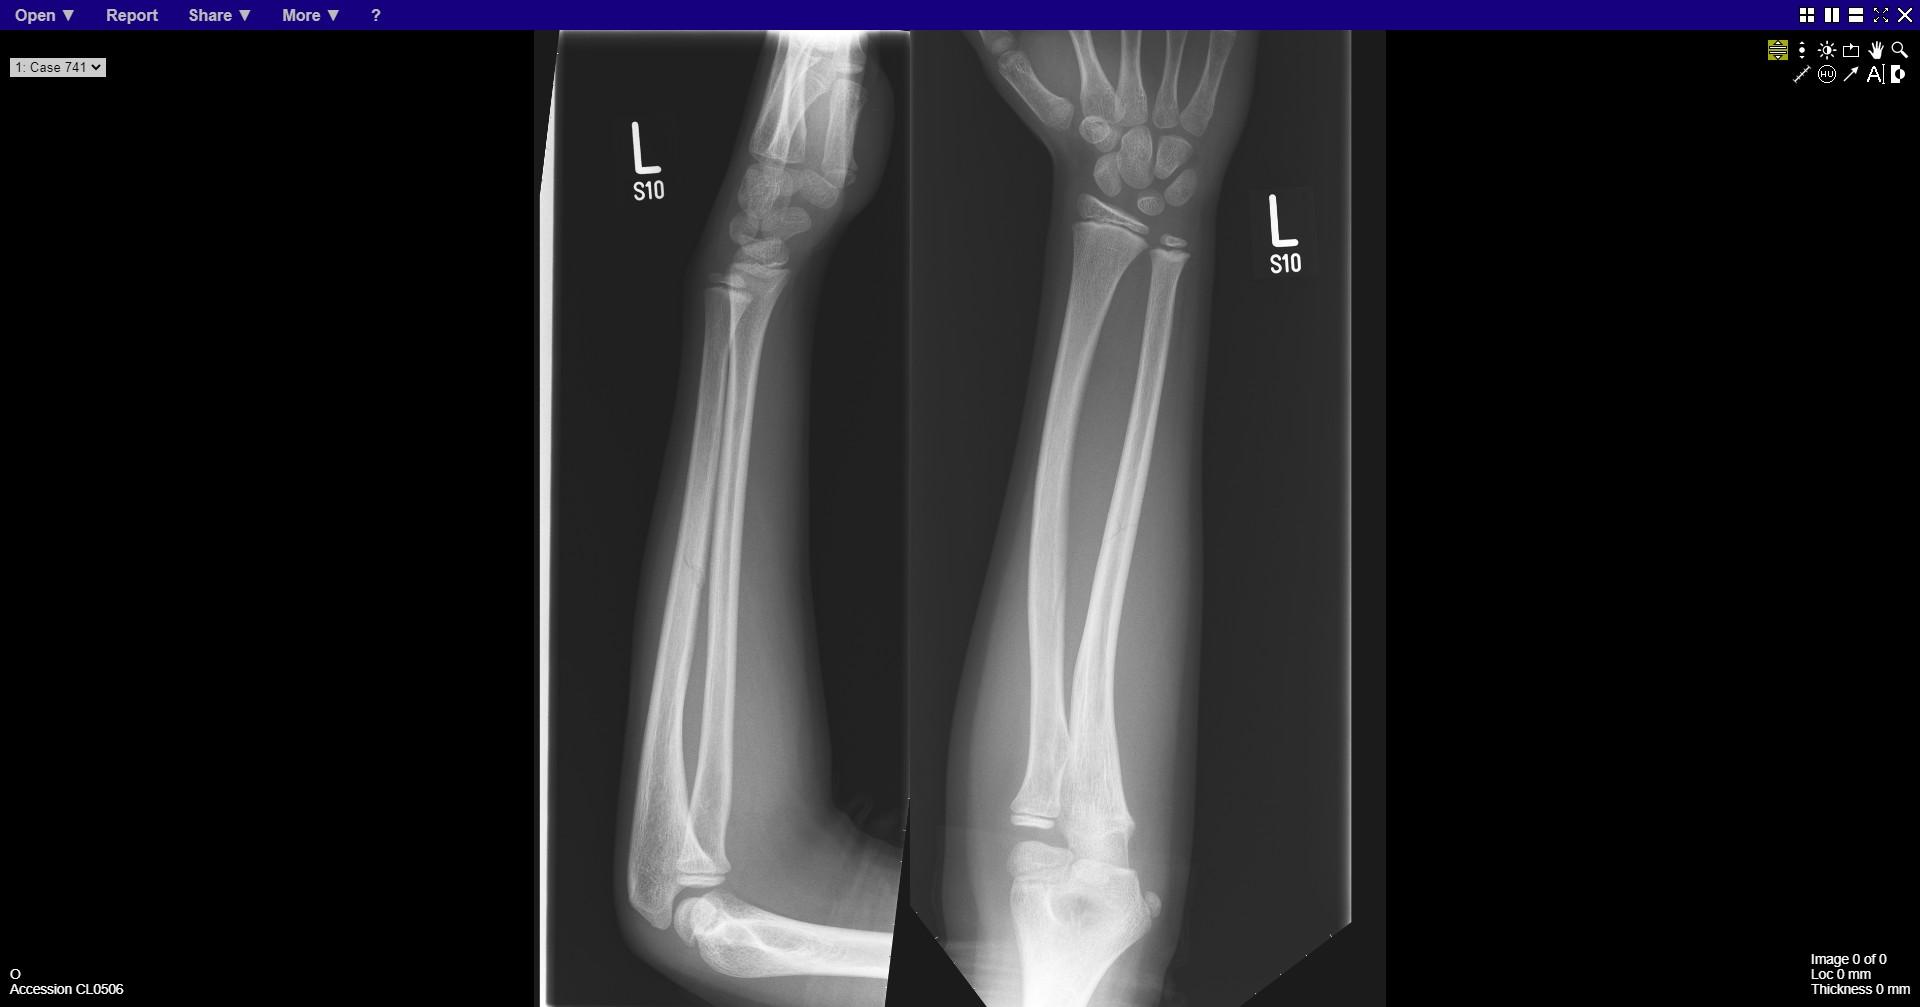 Open ▼ Report Share ▼ More ▼ ?
1: Case 741
HU
A
L
S10
L
S10
O
Accession CL0506
Image 0 of 0
Loc 0 mm
Thickness 0 mm